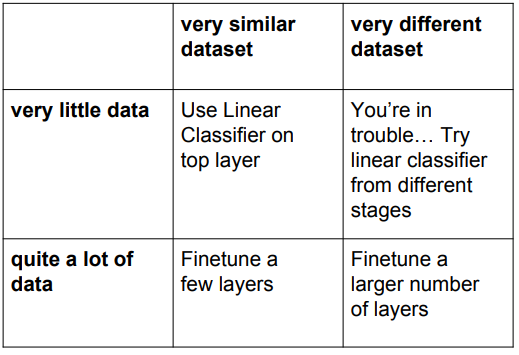 very similar
dataset
very different
dataset
very little data
Use Linear
Classifier on
top layer
You’re in
trouble… Try
linear classifier
from different
stages
quite a lot of
data
Finetune a
few layers
Finetune a
larger number
of layers